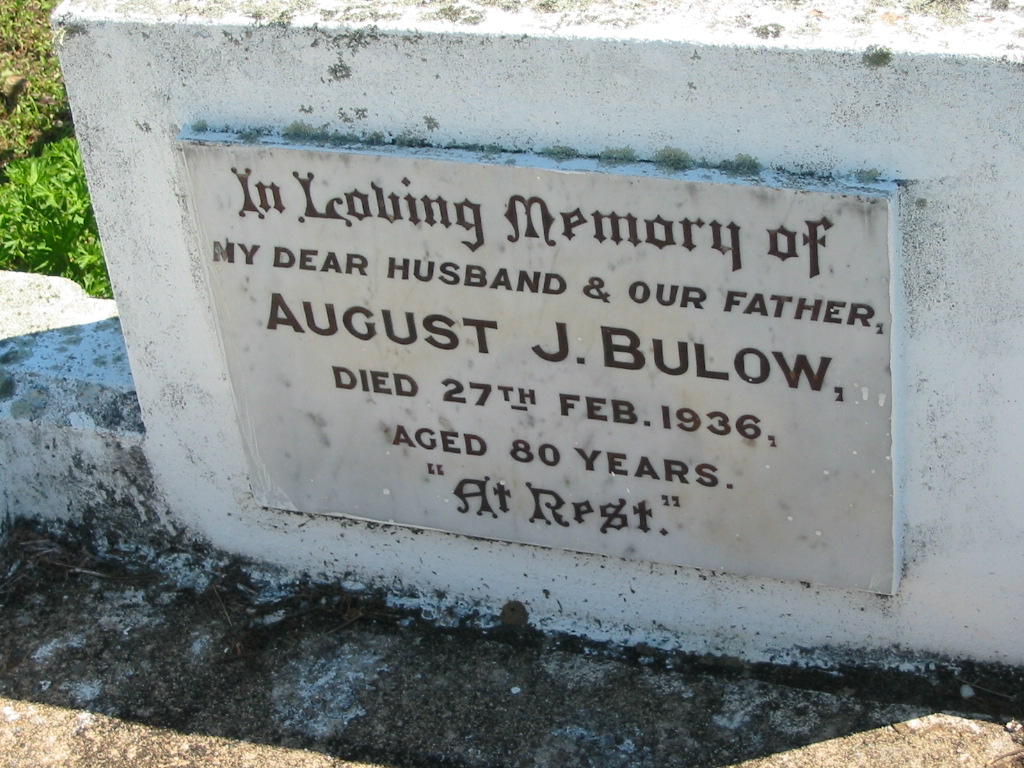 In Loving Memory of
MY DEAR HUSBAND & OUR FATHER,
AUGUST J. BULOW,
DIED 27TH FEB. 1936,
AGED 80 YEARS.
"At Rest."